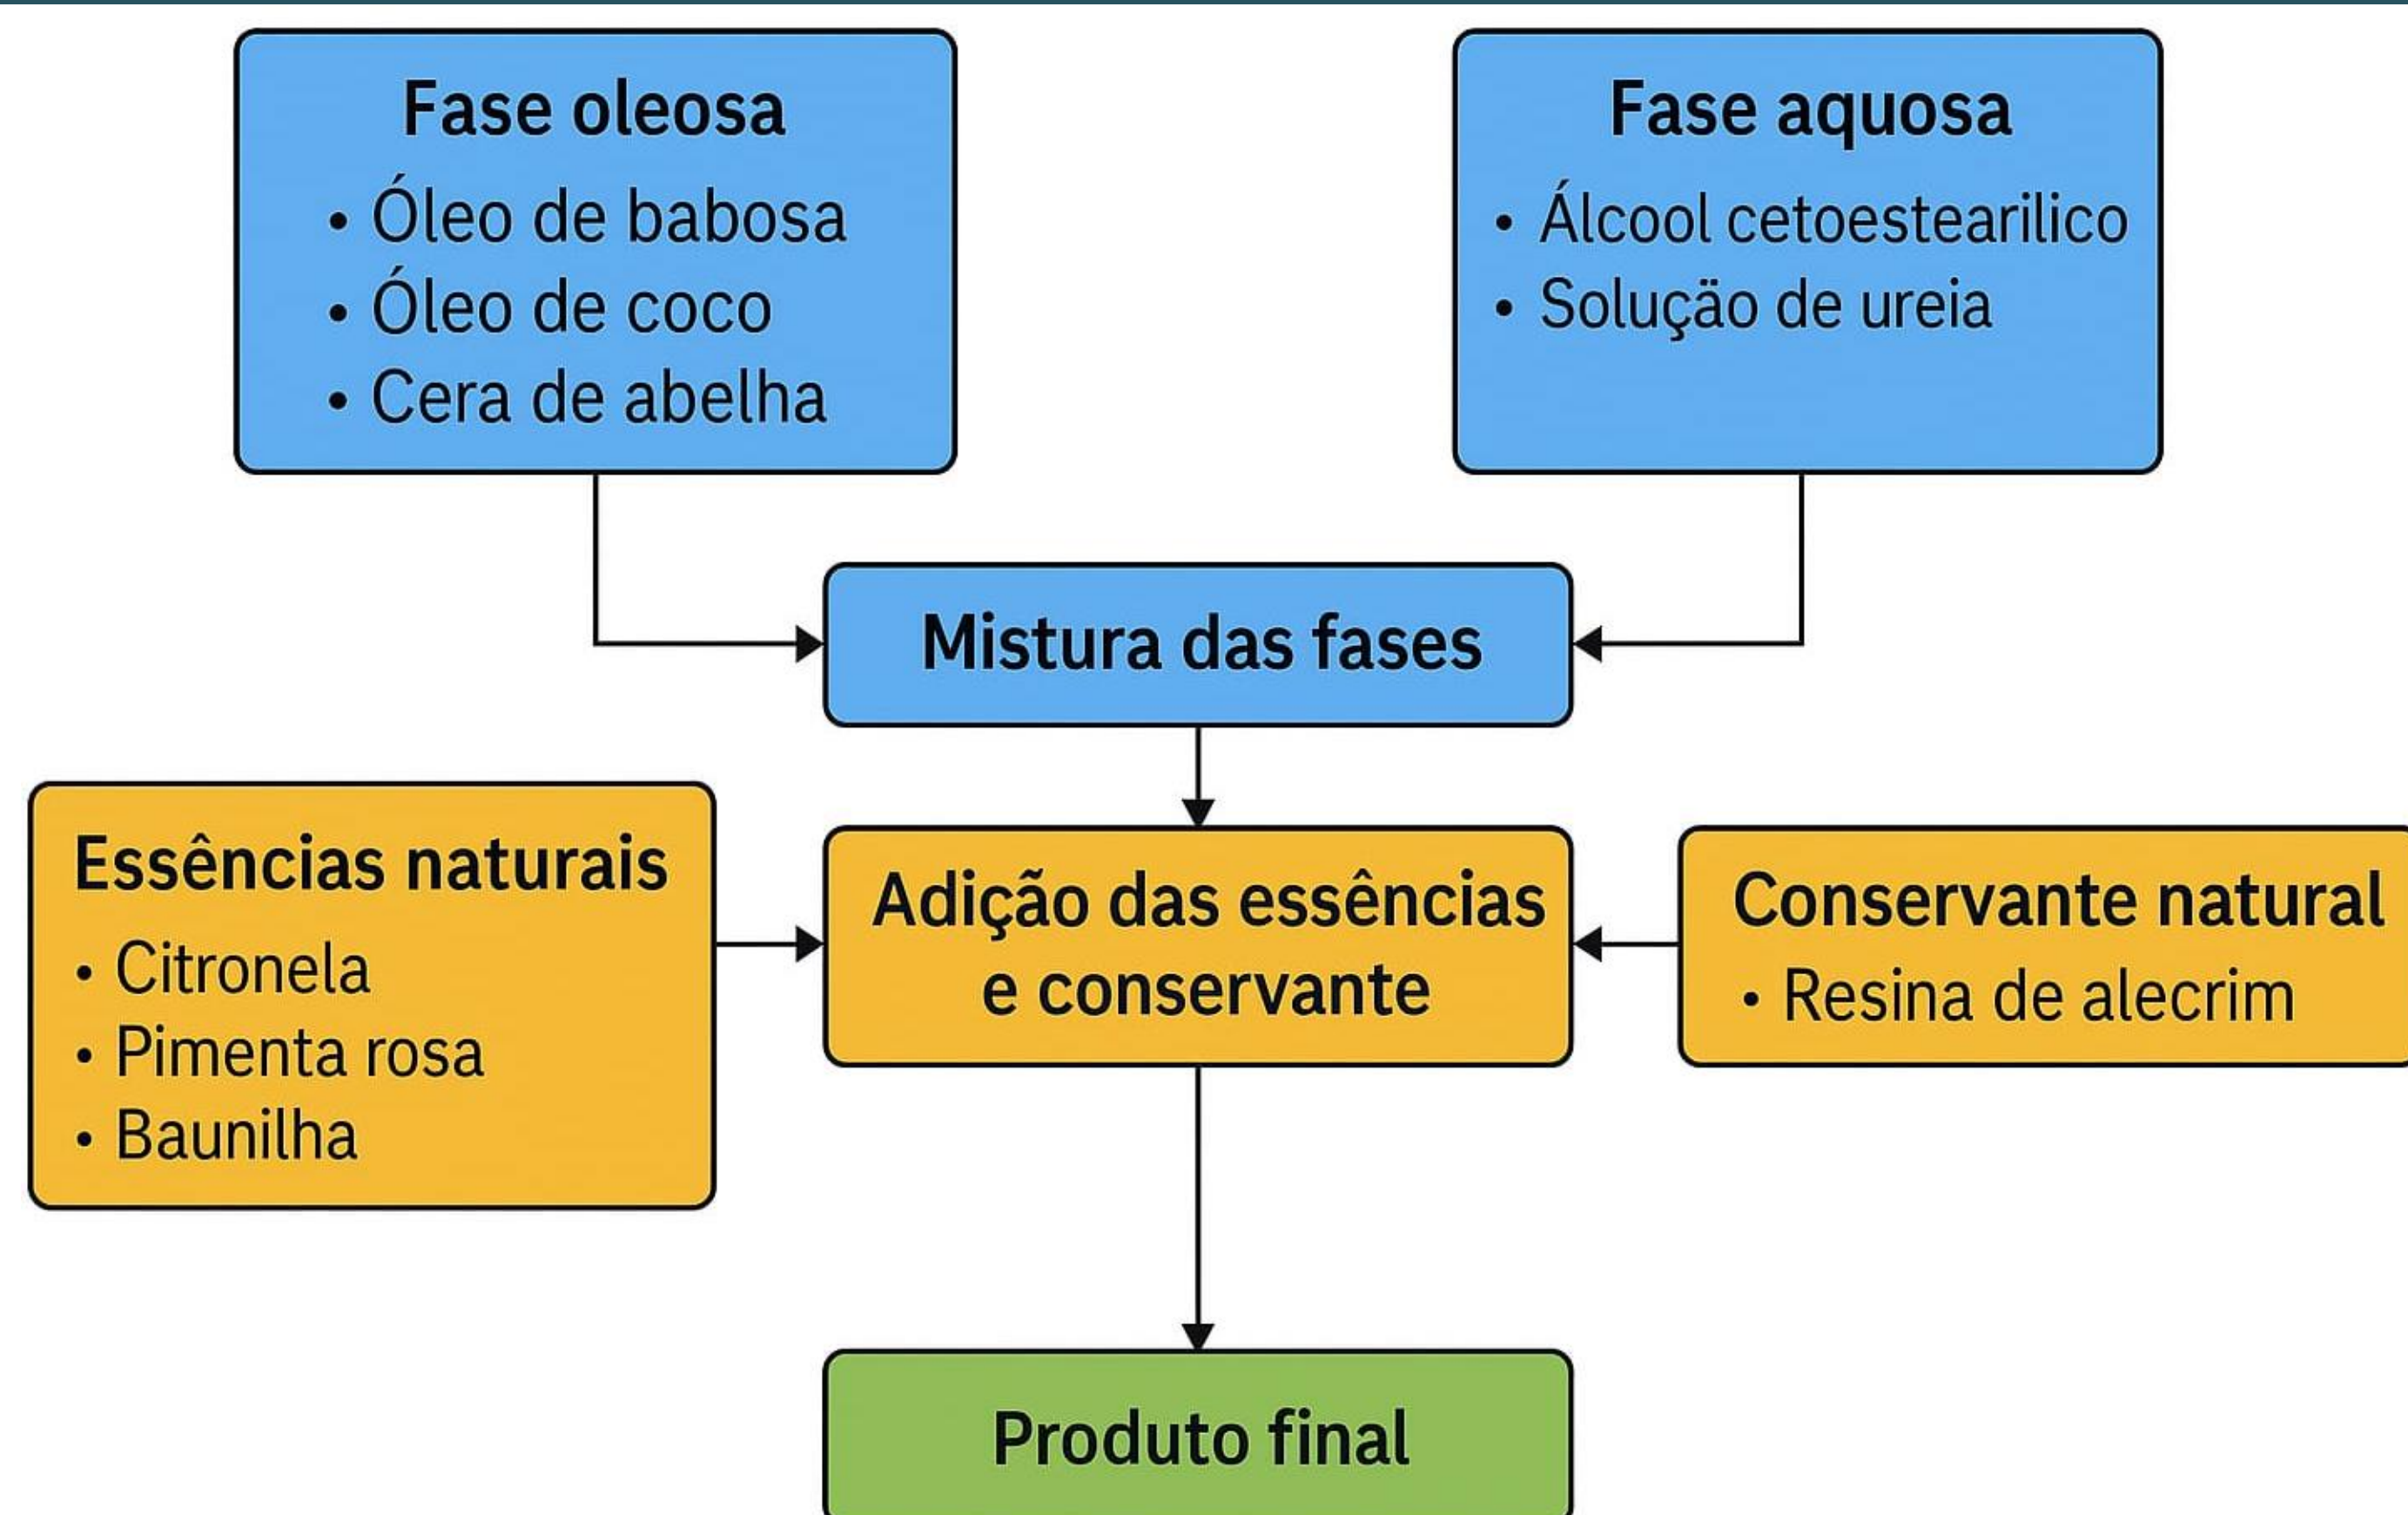 Fase oleosa
• Óleo de babosa
• Óleo de coco
• Cera de abelha
Fase aquosa
• Álcool cetoestearilico
• Soluçäo de ureia
Mistura das fases
Essências naturais
• Citronela
• Pimenta rosa
• Baunilha
Adição das essências
e conservante
Conservante natural
• Resina de alecrim
Produto final